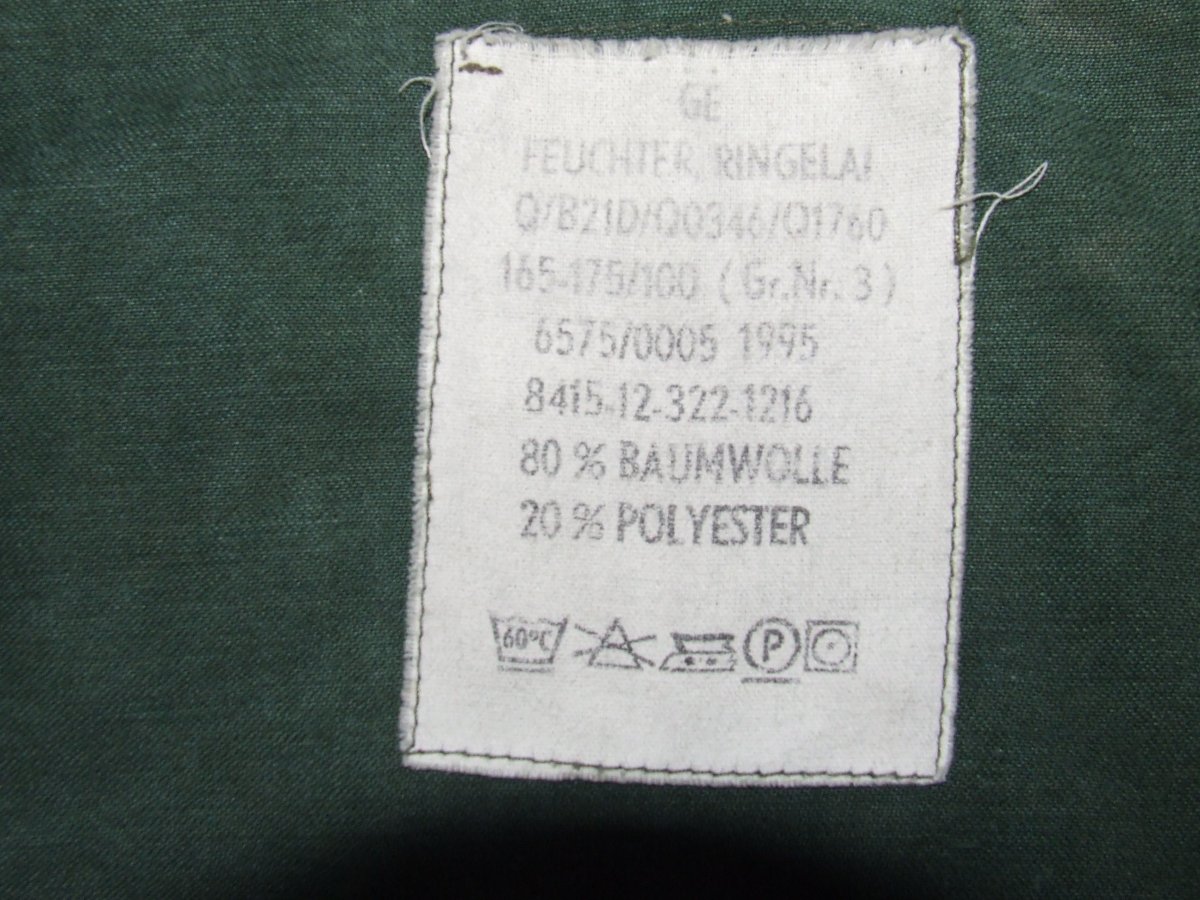 GE
FEUCHTER, RINGELAI
Q/B21D/Q0346/Q1760
165-175/100 (Gr.Nr. 3)
6575/0005 1995
8415-12-322-1216
80 % BAUMWOLLE
20 % POLYESTER
60°C P